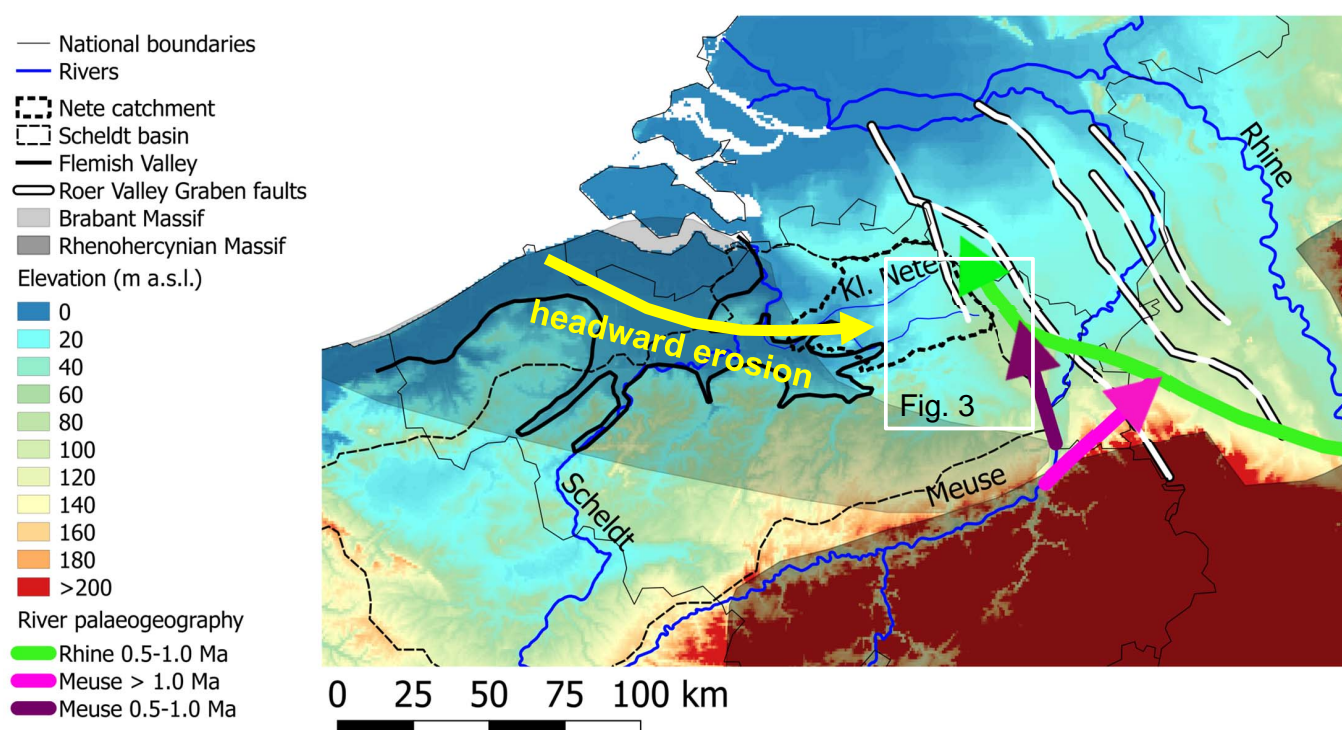 National boundaries
Rivers
Nete catchment
Scheldt basin
Flemish Valley
Roer Valley Graben faults
Brabant Massif
Rhenohercynian Massif
Elevation (m a.s.l.)
0
20
40
60
80
100
120
140
160
180
>200
River palaeogeography
Rhine 0.5-1.0 Ma
Meuse > 1.0 Ma
Meuse 0.5-1.0 Ma
Rhine
Kl. Nete
headward erosion
Fig. 3
Meuse
Scheldt
0 25 50 75 100 km